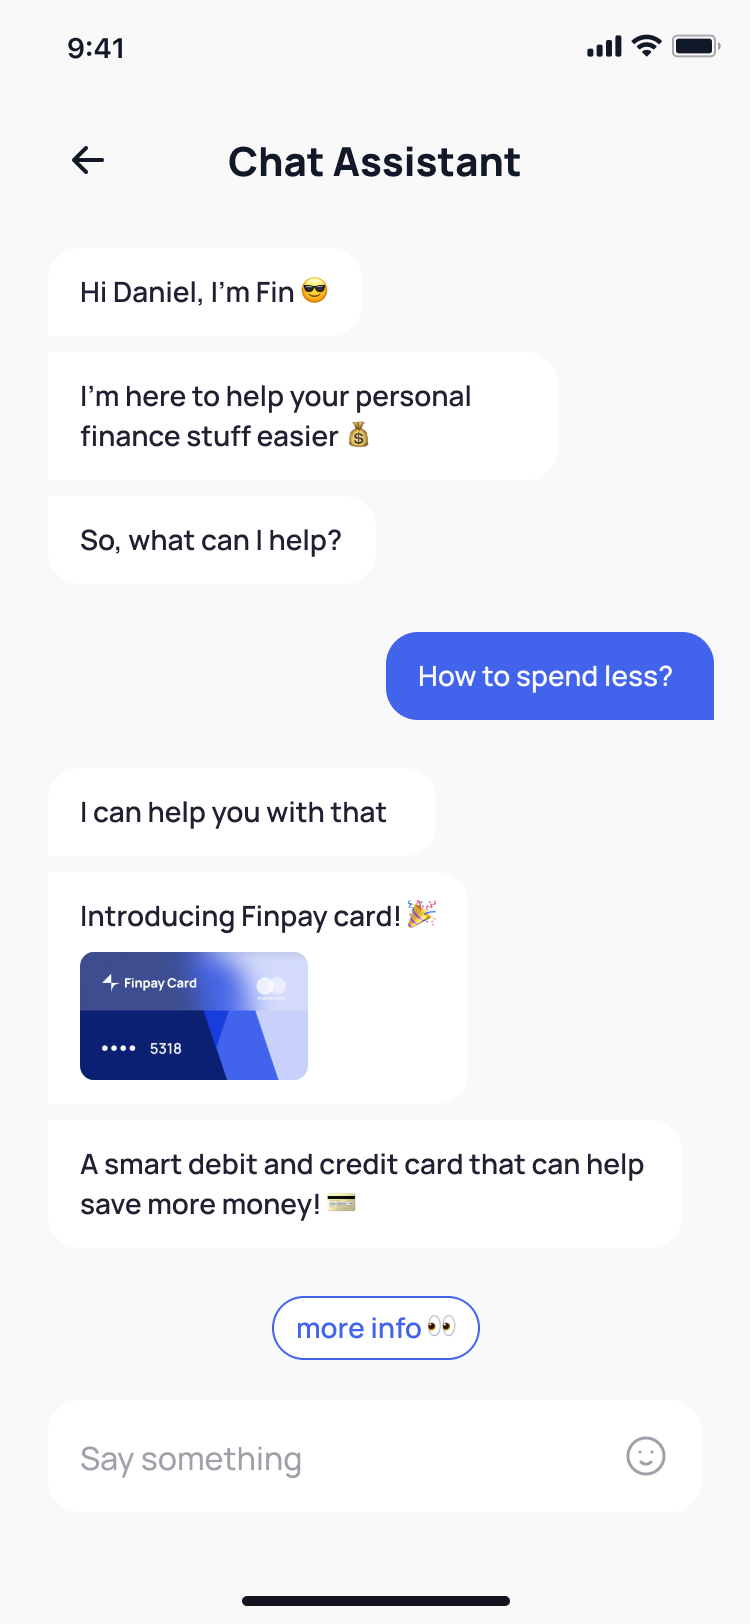 9:41
Chat Assistant
Hi Daniel, I'm Fin 😎
I'm here to help your personal
finance stuff easier 💰
So, what can I help?
How to spend less?
I can help you with that
Introducing Finpay card! 🎉
Finpay Card
•••• 5318
A smart debit and credit card that can help
save more money! 💳
more info 👀
Say something